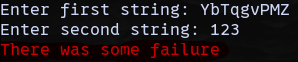 Enter first string: YbTqgvPMZ
Enter second string: 123
There was some failure